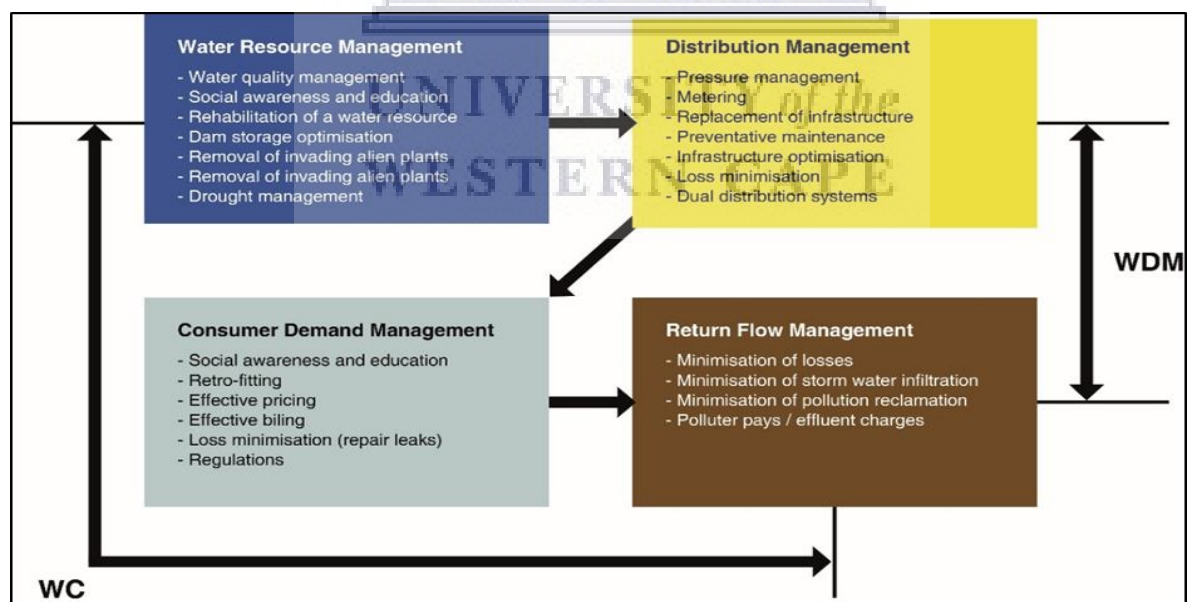 Water Resource Management
- Water quality management
- Social awareness and education
- Rehabilitation of a water resource
- Dam storage optimisation
- Removal of invading alien plants
- Removal of invading alien plants
- Drought management
Distribution Management
- Pressure management
- Metering
- Replacement of infrastructure
- Preventative maintenance
- Infrastructure optimisation
- Loss minimisation
- Dual distribution systems
UNIVERSITY of the
WESTERN CAPE
WDM
Consumer Demand Management
- Social awareness and education
- Retro-fitting
- Effective pricing
- Effective biling
- Loss minimisation (repair leaks)
- Regulations
Return Flow Management
- Minimisation of losses
- Minimisation of storm water infiltration
- Minimisation of pollution reclamation
- Polluter pays / effluent charges
WC